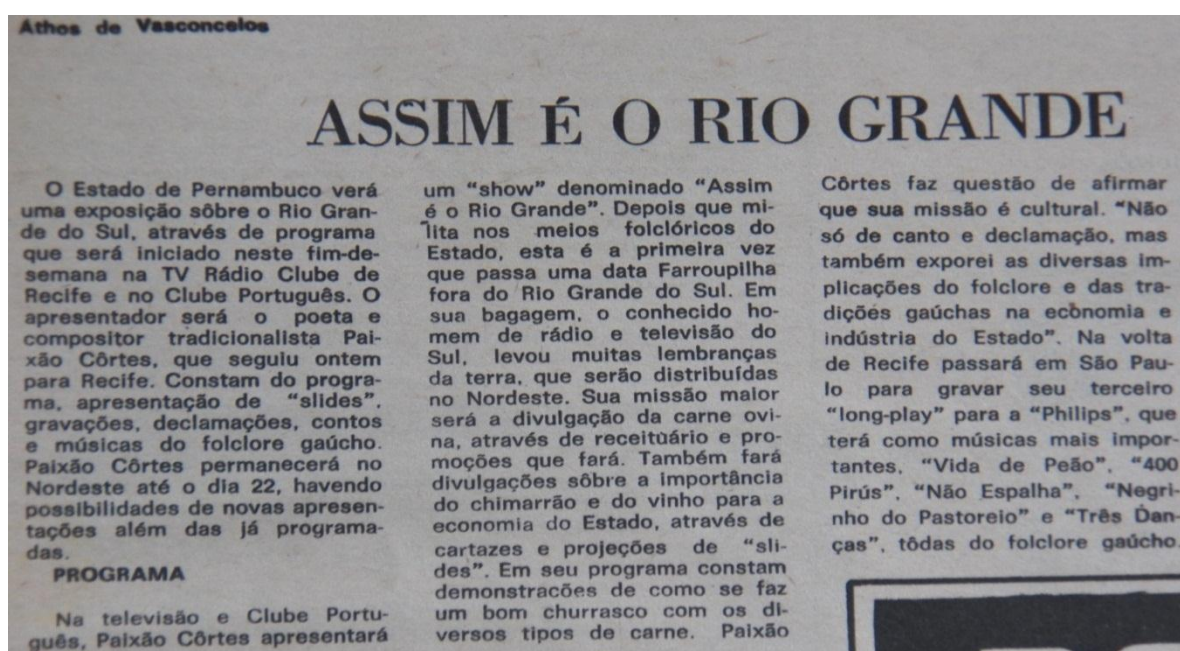 Athos de Vasconcelos
ASSIM É O RIO GRANDE
O Estado de Pernambuco verá
uma exposição sôbre o Rio Gran-
de do Sul, através de programa
que será iniciado neste fim-de-
semana na TV Rádio Clube de
Recife e no Clube Português. O
apresentador será o poeta e
compositor tradicionalista Pai-
xão Côrtes, que seguiu ontem
para Recife. Constam do progra-
ma, apresentação de "slides",
gravações, declamações, contos
e músicas do folclore gaúcho.
Paixão Côrtes permanecerá no
Nordeste até o dia 22, havendo
possibilidades de novas apresen-
tações além das já programa-
das.
PROGRAMA
Na televisão e Clube Portu-
guês, Paixão Côrtes apresentará
um "show" denominado "Assim
é o Rio Grande". Depois que mi-
lita nos meios folclóricos do
Estado, esta é a primeira vez
que passa uma data Farroupilha
fora do Rio Grande do Sul. Em
sua bagagem, o conhecido ho-
mem de rádio e televisão do
Sul, levou muitas lembranças
da terra, que serão distribuídas
no Nordeste. Sua missão maior
será a divulgação da carne ovi-
na, através de receituário e pro-
moções que fará. Também fará
divulgações sôbre a importância
do chimarrão e do vinho para a
economia do Estado, através de
cartazes e projeções de "sli-
des". Em seu programa constam
demonstracões de como se faz
um bom churrasco com os di-
versos tipos de carne. Paixão
Côrtes faz questão de afirmar
que sua missão é cultural. "Não
só de canto e declamação, mas
também exporei as diversas im-
plicações do folclore e das tra-
dições gaúchas na economia e
indústria do Estado". Na volta
de Recife passará em São Pau-
lo para gravar seu terceiro
"long-play" para a "Philips", que
terá como músicas mais impor-
tantes, "Vida de Peão", "400
Pirús", "Não Espalha", "Negri-
nho do Pastoreio" e "Três Dan-
ças", tôdas do folclore gaúcho.